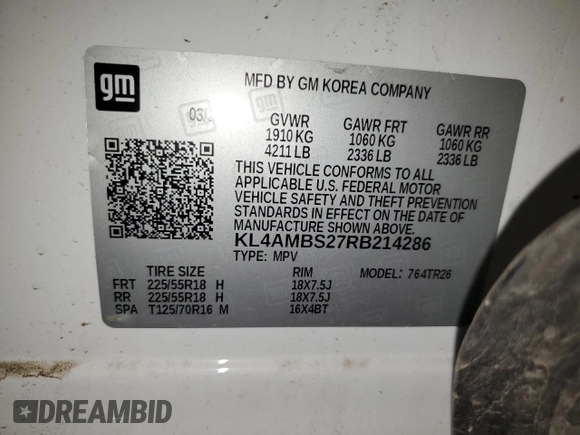 gm
MFD BY GM KOREA COMPANY
03/
GVWR GAWR FRT GAWR RR
1910 KG 1060 KG 1060 KG
4211 LB 2336 LB 2336 LB
THIS VEHICLE CONFORMS TO ALL
APPLICABLE U.S. FEDERAL MOTOR
VEHICLE SAFETY AND THEFT PREVENTION
STANDARDS IN EFFECT ON THE DATE OF
MANUFACTURE SHOWN ABOVE.
KL4AMBS27RB214286
TYPE: MPV
TIRE SIZE RIM MODEL: 764TR26
FRT 225/55R18 H 18X7.5J
RR 225/55R18 H 18X7.5J
SPA T125/70R16 M 16X4BT
DREAMBID